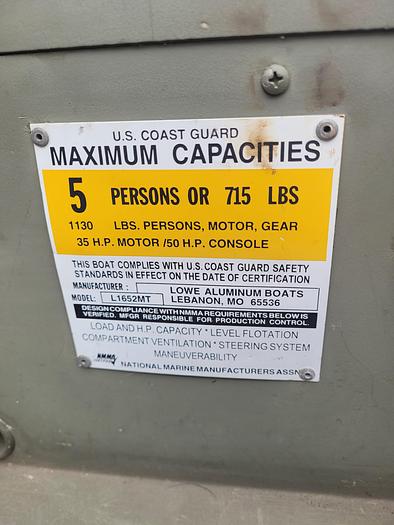 U.S. COAST GUARD
MAXIMUM CAPACITIES
5 PERSONS OR 715 LBS
1130 LBS. PERSONS, MOTOR, GEAR
35 H.P. MOTOR /50 H.P. CONSOLE
THIS BOAT COMPLIES WITH U.S. COAST GUARD SAFETY
STANDARDS IN EFFECT ON THE DATE OF CERTIFICATION
MANUFACTURER : LOWE ALUMINUM BOATS
MODEL: L1652MT LEBANON, MO 65536
DESIGN COMPLIANCE WITH NMMA REQUIREMENTS BELOW IS
VERIFIED. MFGR RESPONSIBLE FOR PRODUCTION CONTROL.
LOAD AND H.P. CAPACITY * LEVEL FLOTATION
COMPARTMENT VENTILATION * STEERING SYSTEM
MANEUVERABILITY
NMMA
NATIONAL MARINE MANUFACTURERS ASSN